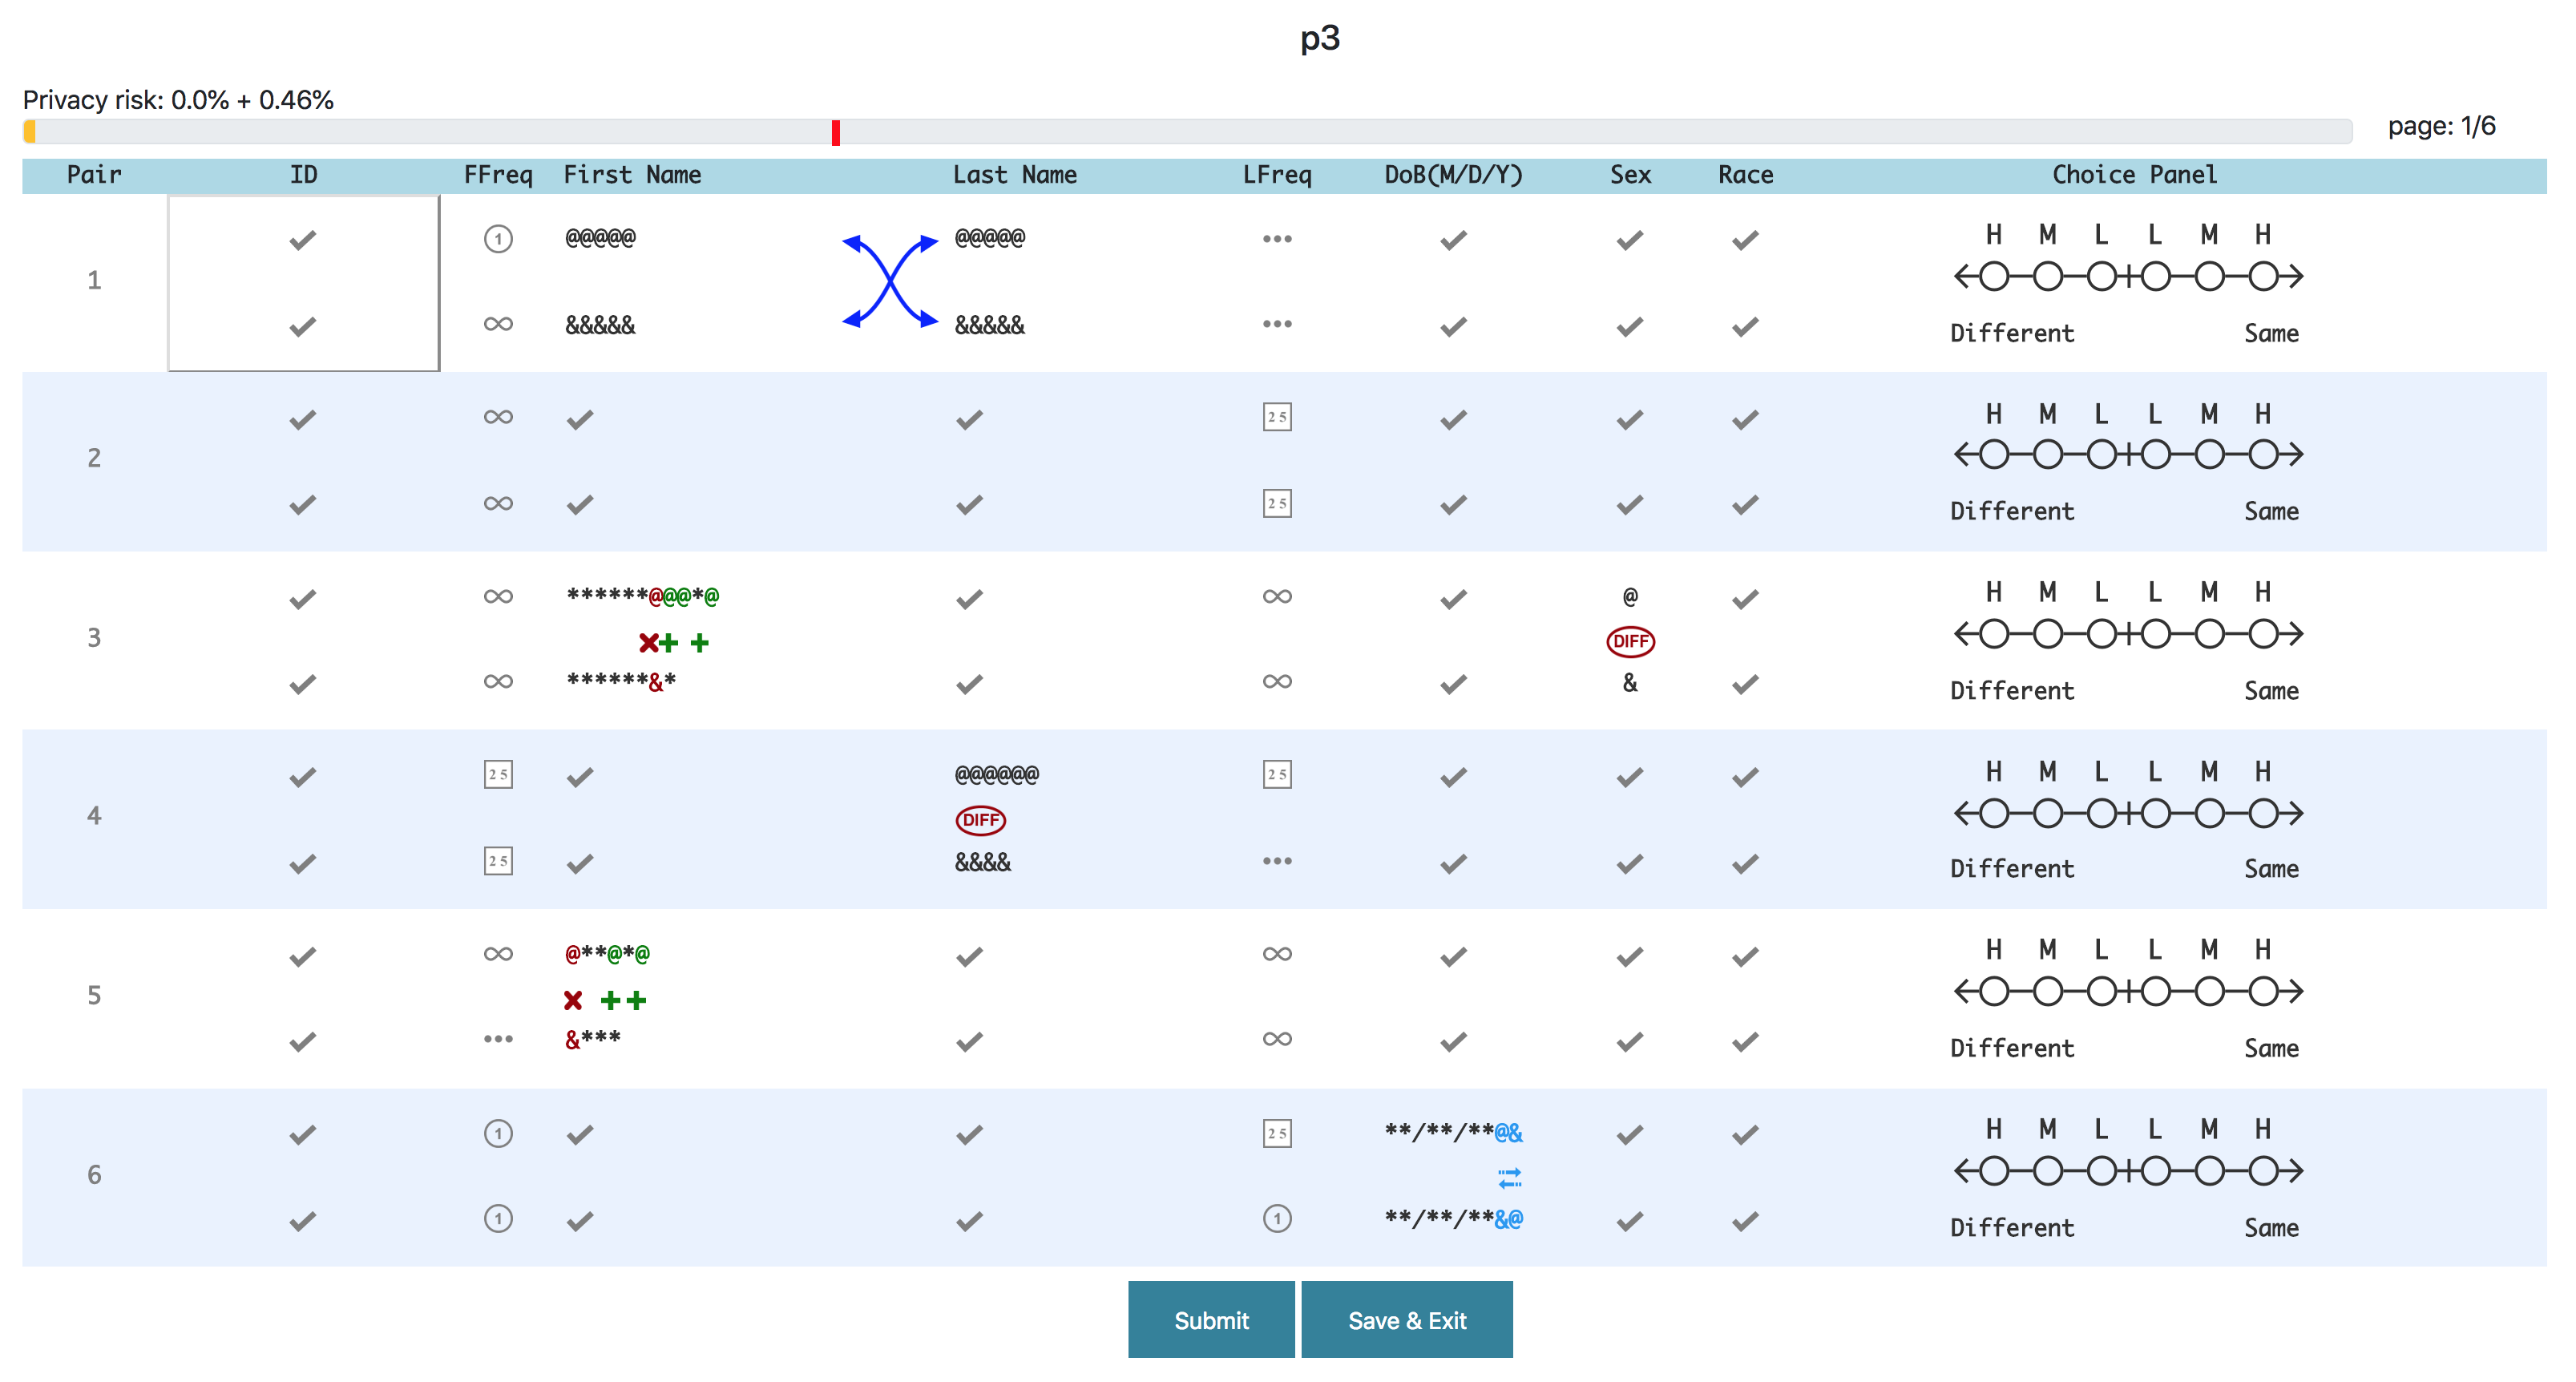 p3
Privacy risk: 0.0% + 0.46%
page: 1/6
Pair ID FFreq First Name Last Name LFreq DoB(M/D/Y) Sex Race Choice Panel
H M L L M H
1 @@@@@ @@@@@
1
&&&&& &&&&&
Different Same
H M L L M H
25
2
25
Different Same
H M L L M H
******@@@*@ @
3 DIFF
******&* &
Different Same
H M L L M H
25 @@@@@@ 25
4 DIFF
25 &&&&
Different Same
H M L L M H
@**@*@
5
&***
Different Same
H M L L M H
1 25 **/**/**@&
6
1 1 **/**/**&@
Different Same
Submit Save & Exit